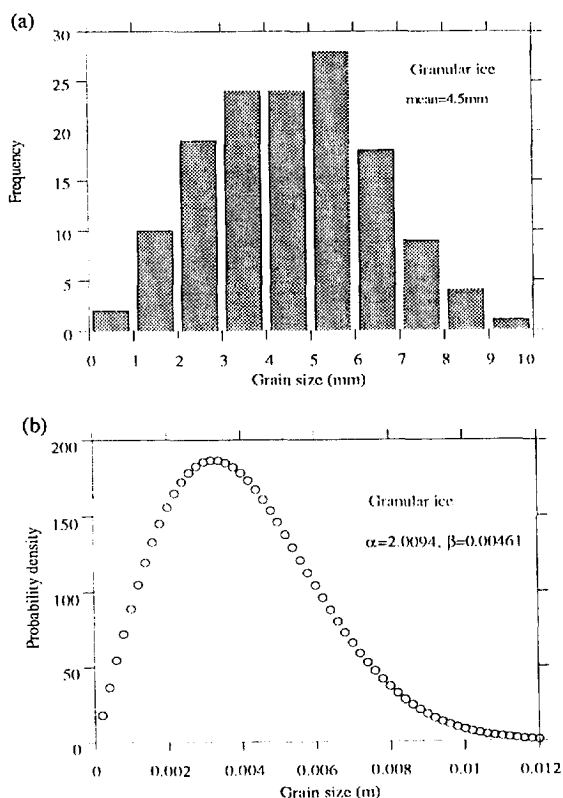 (a)
30
25
20
15
10
5
0
Frequency
Granular ice
mean=4.5mm
0 1 2 3 4 5 6 7 8 9 10
Grain size (mm)
(b)
200
150
100
50
0
Probability density
Granular ice
α=2.0094, β=0.00461
0 0.002 0.004 0.006 0.008 0.01 0.012
Grain size (m)